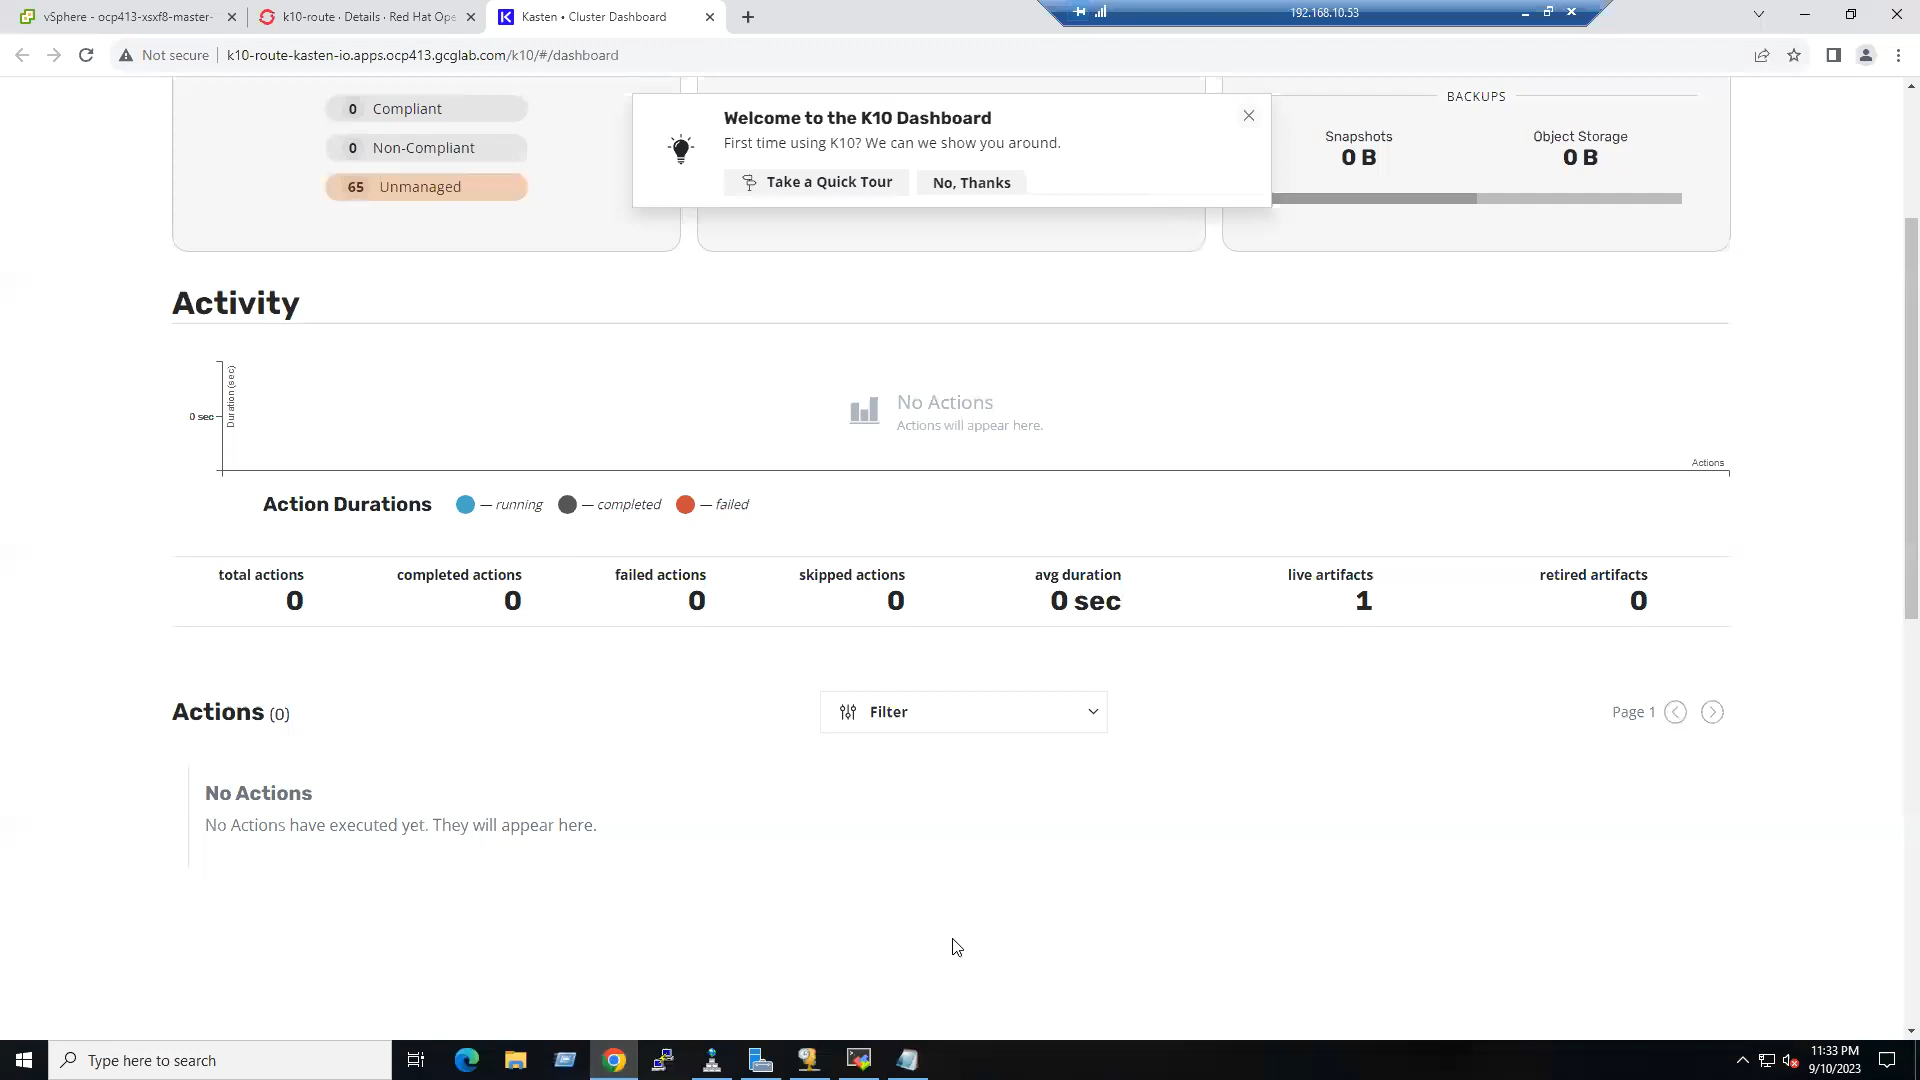 vSphere - ocp413-xsxf8-master-
k10-route · Details · Red Hat Ope
Kasten • Cluster Dashboard
192.168.10.53
Not secure
k10-route-kasten-io.apps.ocp413.gcglab.com/k10/#/dashboard
0 Compliant
0 Non-Compliant
65 Unmanaged
Welcome to the K10 Dashboard
First time using K10? We can we show you around.
Take a Quick Tour
No, Thanks
BACKUPS
Snapshots
0 B
Object Storage
0 B
Activity
Duration (sec)
0 sec
No Actions
Actions will appear here.
Actions
Action Durations
— running
— completed
— failed
total actions
0
completed actions
0
failed actions
0
skipped actions
0
avg duration
0 sec
live artifacts
1
retired artifacts
0
Actions (0)
Filter
Page 1
No Actions
No Actions have executed yet. They will appear here.
Type here to search
11:33 PM
9/10/2023